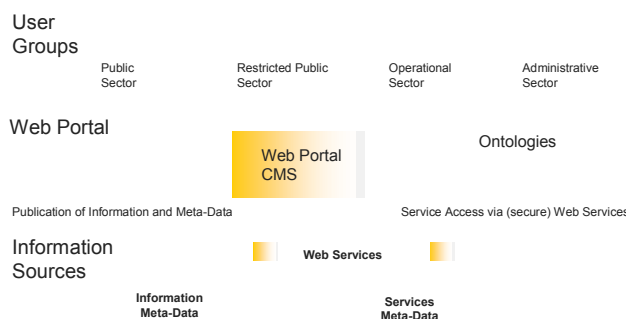 User
Groups
Public
Sector
Restricted Public
Sector
Operational
Sector
Administrative
Sector
Web Portal
Web Portal
CMS
Ontologies
Publication of Information and Meta-Data
Service Access via (secure) Web Services
Information
Sources
Web Services
Information
Meta-Data
Services
Meta-Data